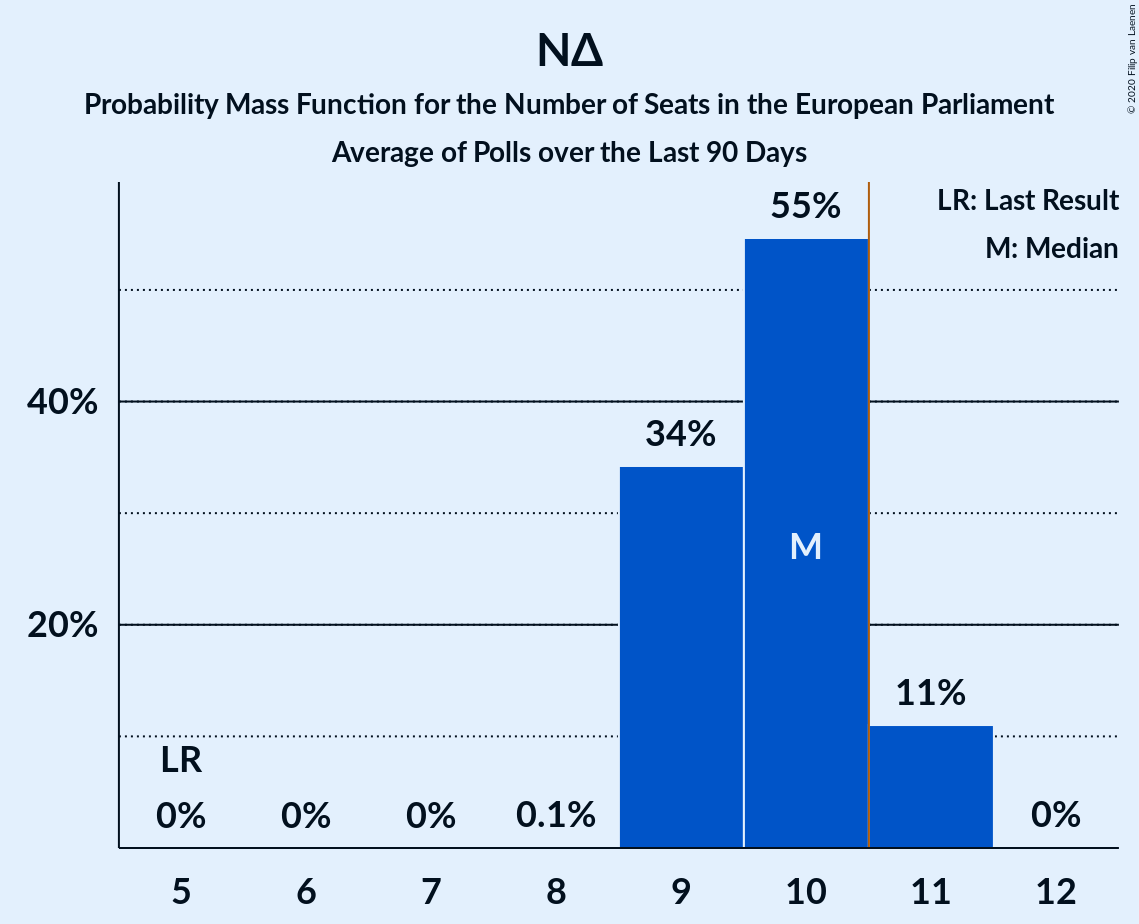 © 2020 Filip van Laenen
ΝΔ
Probability Mass Function for the Number of Seats in the European Parliament
Average of Polls over the Last 90 Days
LR: Last Result
M: Median
55%
40%
34%
M
20%
11%
LR
0% 0% 0% 0.1% 0%
5 6 7 8 9 10 11 12